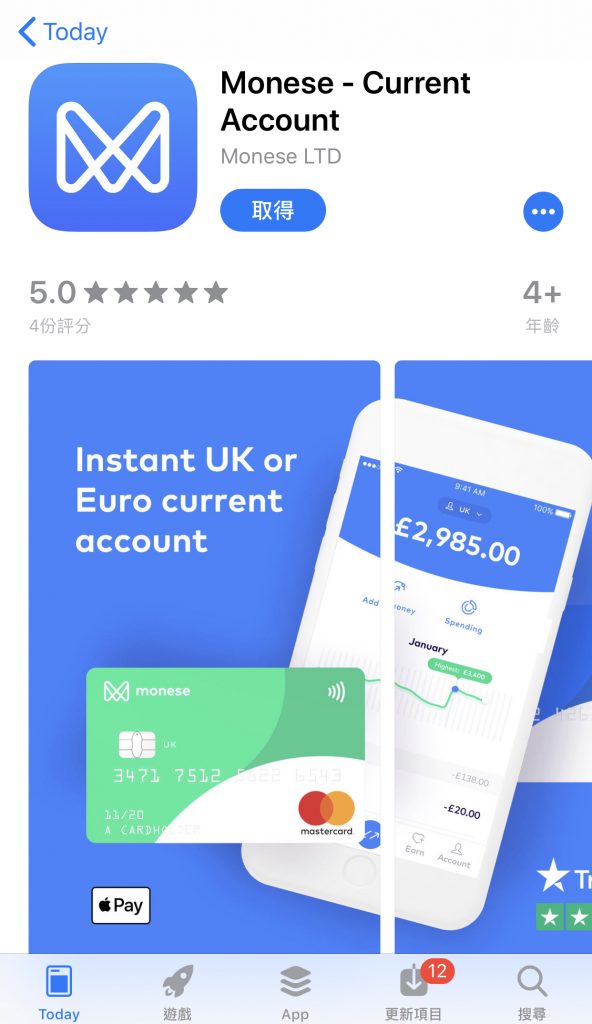 Today
Monese - Current
Account
Monese LTD
取得
5.0
4+
4份評分
年齡
Instant UK or
Euro current
account
9:41 AM
100%
UK
£2,985.00
Add money
Spending
January
Highest: £3,400
-£138.00
-£20.00
Earn
Account
monese
UK
3471 7512 5522 6543
11/20
A CARDHOLDER
mastercard
Pay
Today
遊戲
App
12
更新項目
搜尋